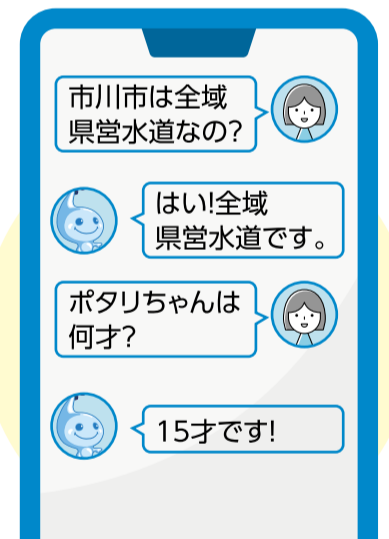 市川市は全域
県営水道なの?
はい!全域
県営水道です。
ポタリちゃんは
何才?
15才です!